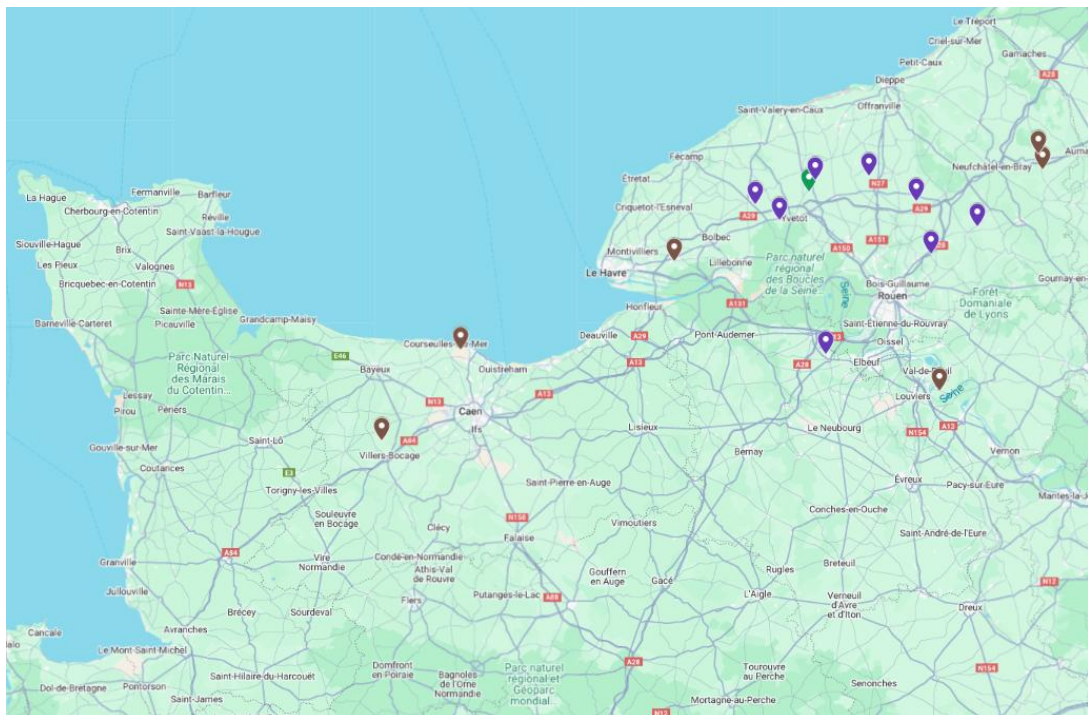 Le Tréport
Criel-sur-Mer
Gamaches
Petit-Caux
A28
Dieppe
Saint-Valery-en-Caux
Offranville
Fécamp
Neufchâtel-en-Bray
Étretat
N27
La Hague
Fermanville
Barfleur
Criquetot-l'Esneval
A29
A29
Cherbourg-en-Cotentin
Réville
Yvetot
Saint-Vaast-la-Hougue
Bolbec
A150
A151
Siouville-Hague
Brix
Montivilliers
Les Pieux
Valognes
Le Havre
Lillebonne
Parc naturel
régional
des Boucles
de la Seine...
Bricquebec-en-Cotentin
N13
Bois-Guillaume
Gournay-en-
Seine
Rouen
Forêt
Domaniale
de Lyons
Sainte-Mère-Église
Honfleur
A131
Picauville
Grandcamp-Maisy
Barneville-Carteret
Saint-Étienne-du-Rouvray
Deauville
A29
Pont-Audemer
Oissel
E46
Parc Naturel
Régional
des Marais
du Cotentin...
Bayeux
Ouistreham
A13
A28
Elbeuf
Lessay
A13
Pirou
Périers
N13
Caen
Louviers
Seine
Gouville-sur-Mer
Saint-Lô
A84
Ifs
Lisieux
Le Neubourg
N154
A13
Coutances
Villers-Bocage
Bernay
Vernon
E3
Torigny-les-Villes
Saint-Pierre-en-Auge
Évreux
Pacy-sur-Eure
Mantes-la-Jo
Souleuvre
en Bocage
Clécy
N158
Vimoutiers
Conches-en-Ouche
Falaise
Saint-André-de-l'Eure
Granville
A84
Vire
Normandie
Condé-en-Normandie
Athis-Val
de Rouvre
Gouffern
en Auge
Gacé
Rugles
Breteuil
N12
Jullouville
Flers
Putanges-le-Lac
L'Aigle
Verneuil
d'Avre
et d'Iton
Dreux
Brécey
Sourdeval
A88
Cancale
Avranches
Le Mont-Saint-Michel
A28
N154
Saint-Hilaire-du-Harcouët
Domfront
en Poiraie
Bagnoles
de l'Orne
Normandie
Parc naturel
régional et
Géoparc
mondial...
Tourouvre
au Perche
Senonches
Dol-de-Bretagne
Pontorson
Saint-James
Mortagne-au-Perche
N12